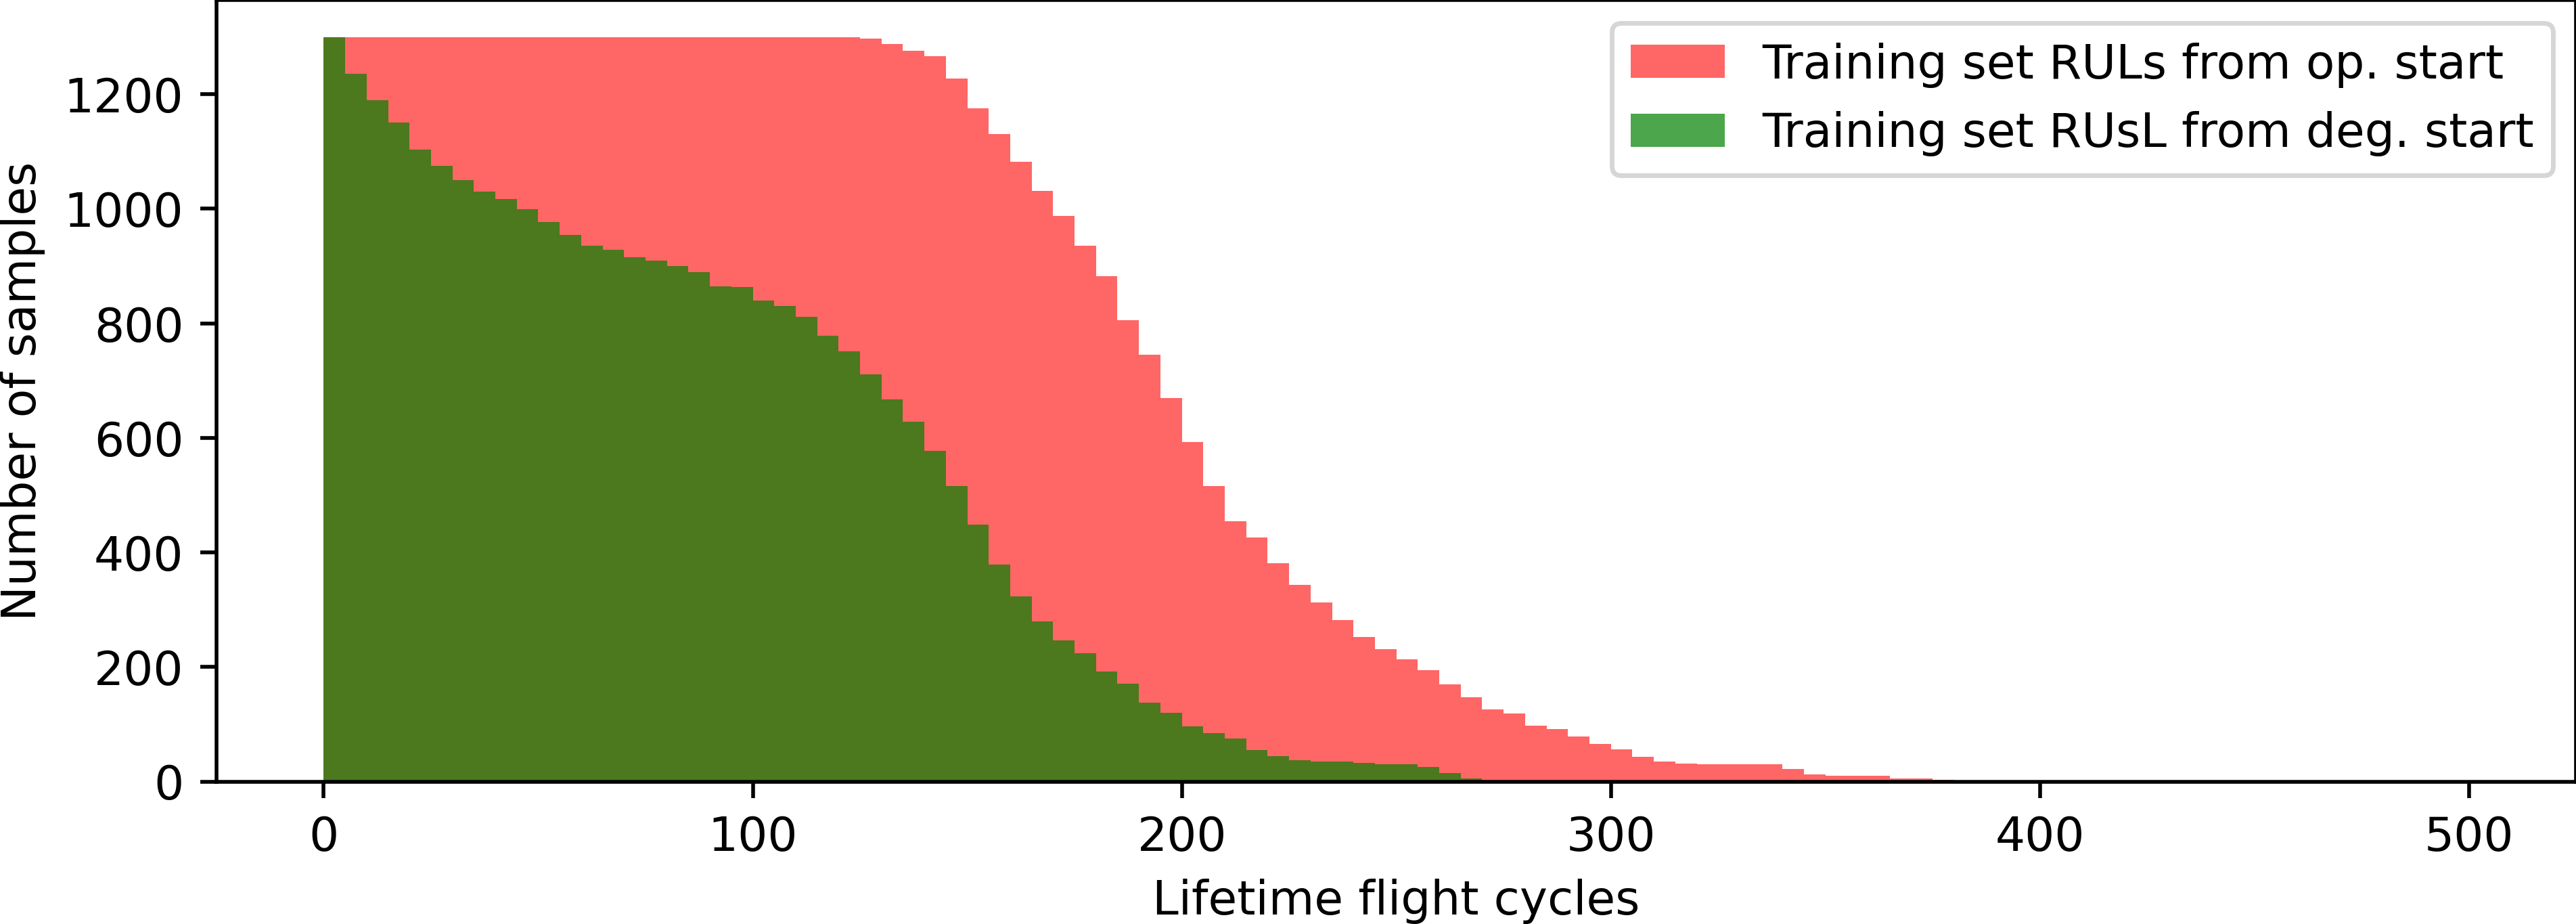 Training set RULs from op. start
Training set RUsL from deg. start
Number of samples
1200
1000
800
600
400
200
0
0 100 200 300 400 500
Lifetime flight cycles